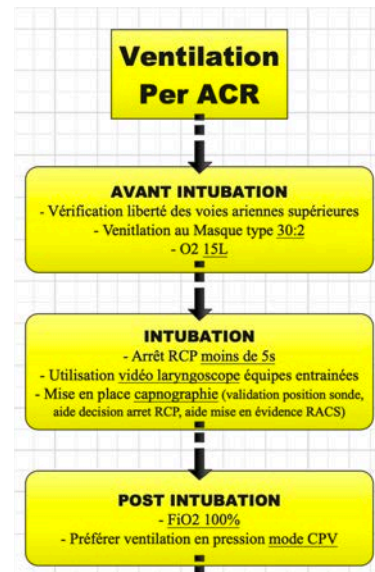 Ventilation
Per ACR
AVANT INTUBATION
- Vérification liberté des voies ariennes supérieures
- Venitlation au Masque type 30:2
- O2 15L
INTUBATION
- Arrêt RCP moins de 5s
- Utilisation vidéo laryngoscope équipes entrainées
- Mise en place capnographie (validation position sonde,
aide decision arret RCP, aide mise en évidence RACS)
POST INTUBATION
- FiO2 100%
- Préférer ventilation en pression mode CPV